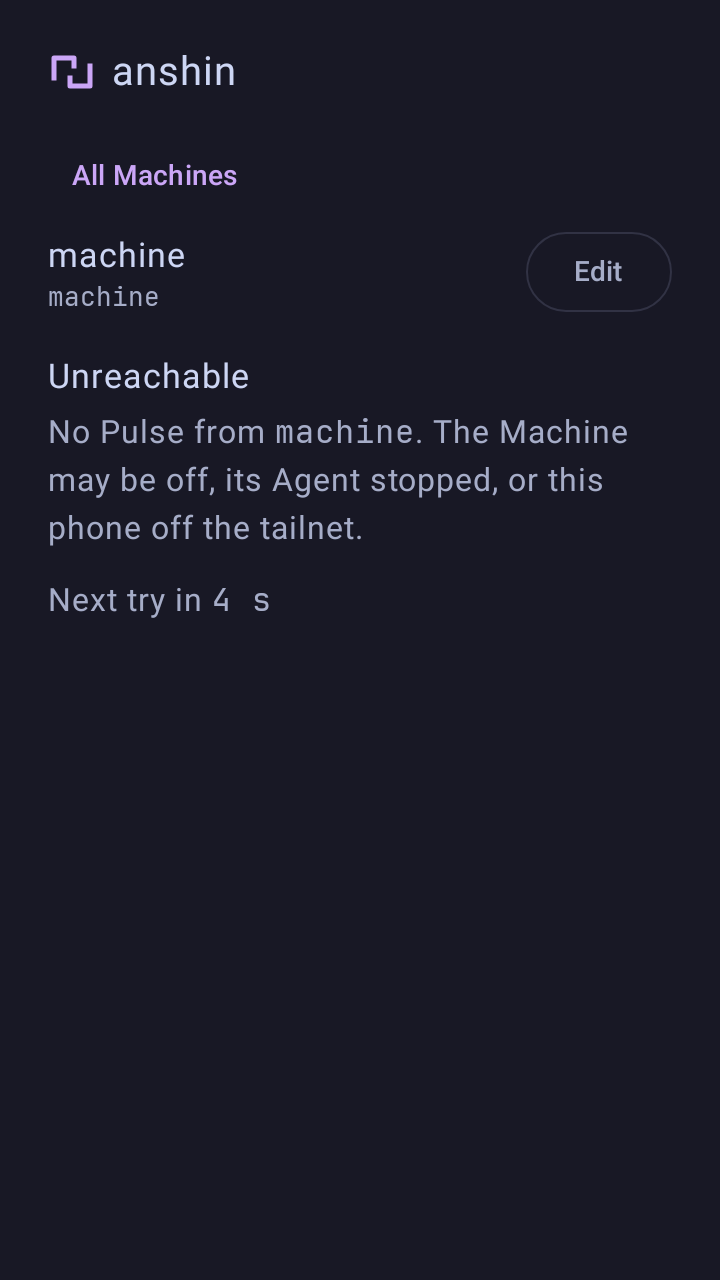 anshin
All Machines
machine
machine
Edit
Unreachable
No Pulse from machine. The Machine
may be off, its Agent stopped, or this
phone off the tailnet.
Next try in 4 s